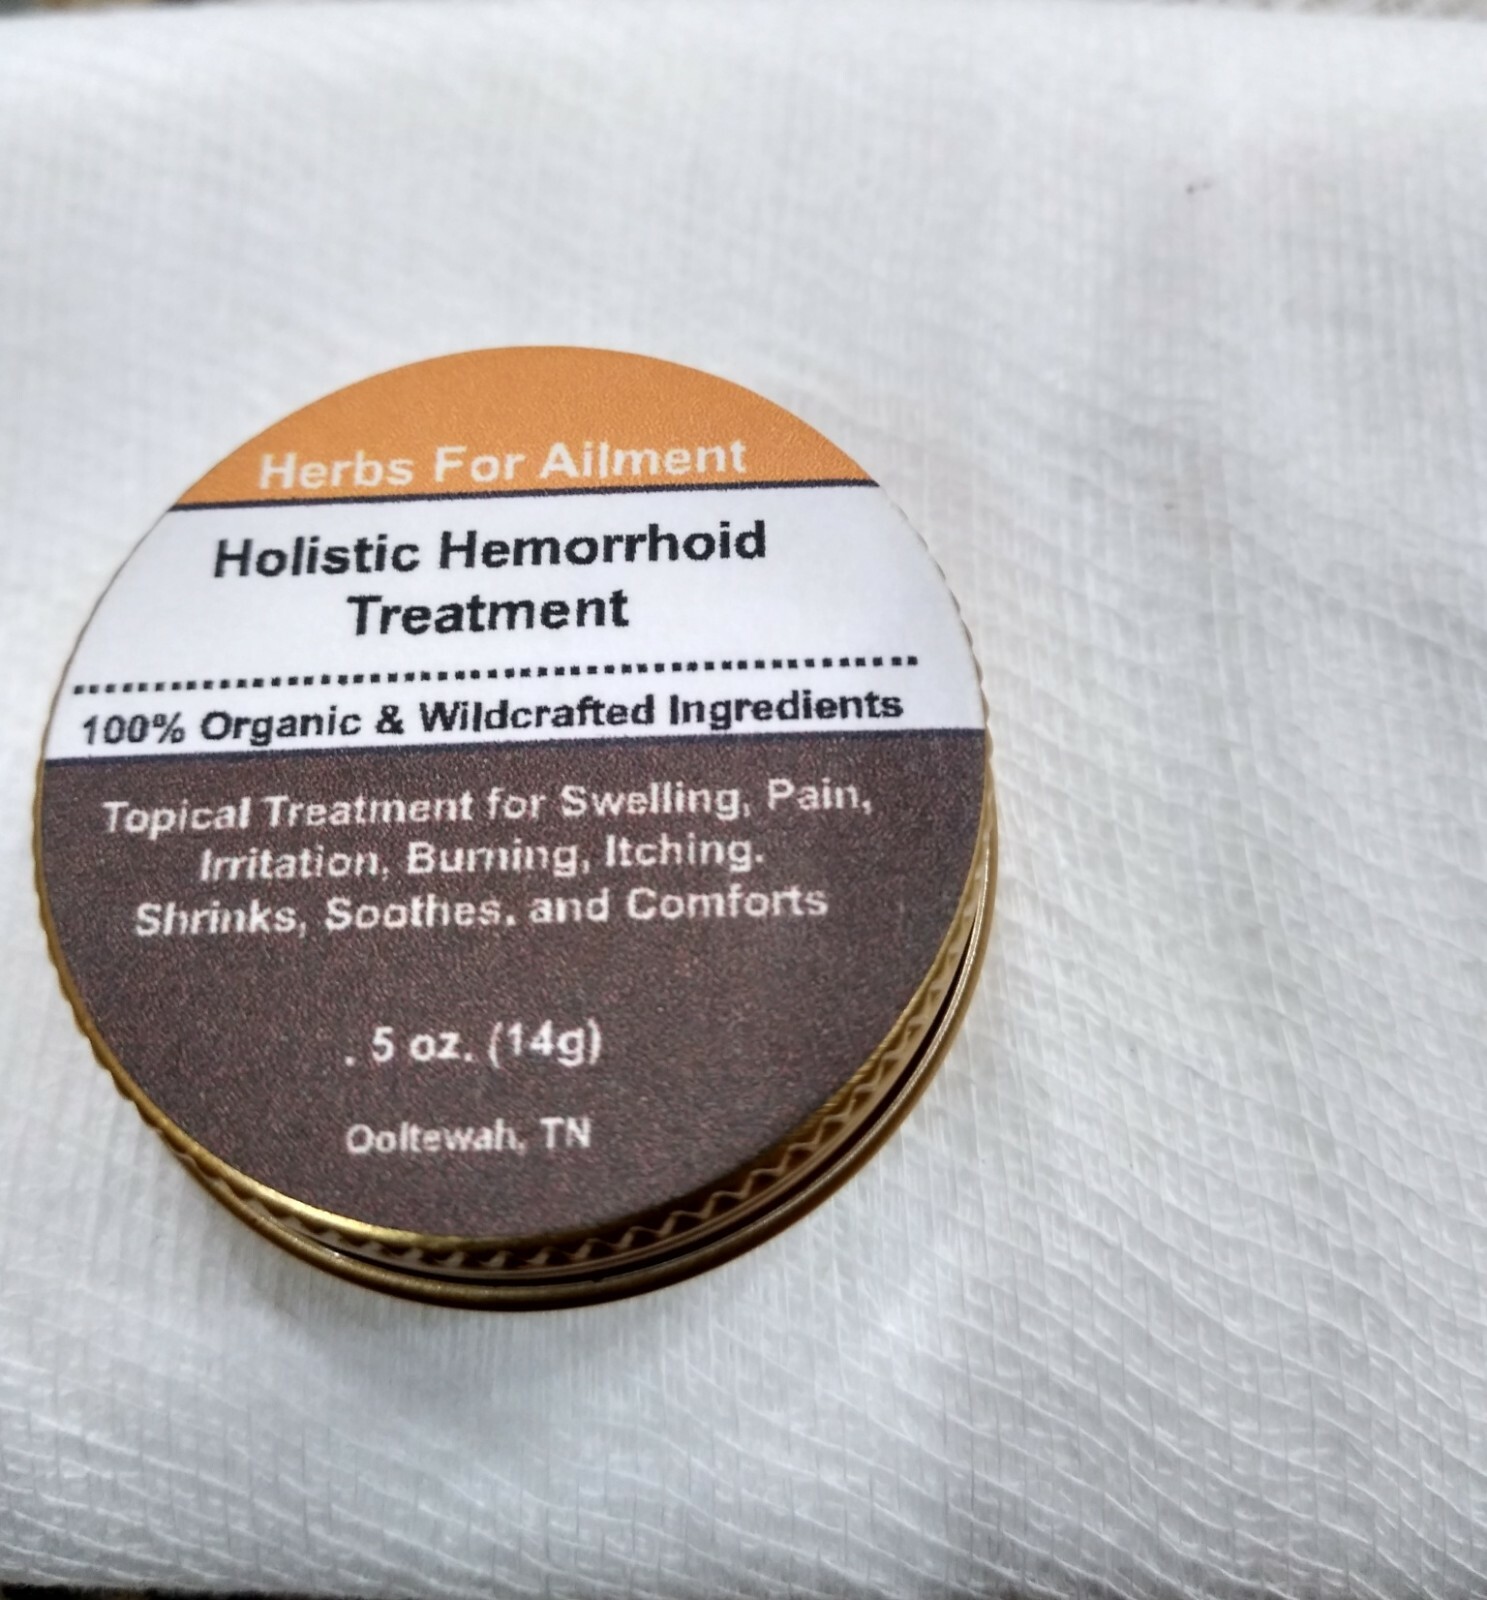 Herbs For Ailment
Holistic Hemorrhoid
Treatment
100% Organic & Wildcrafted Ingredients
Topical Treatment for Swelling, Pain,
Irritation, Burning, Itching.
Shrinks, Soothes, and Comforts
. 5 oz. (14g)
Ooltewah, TN